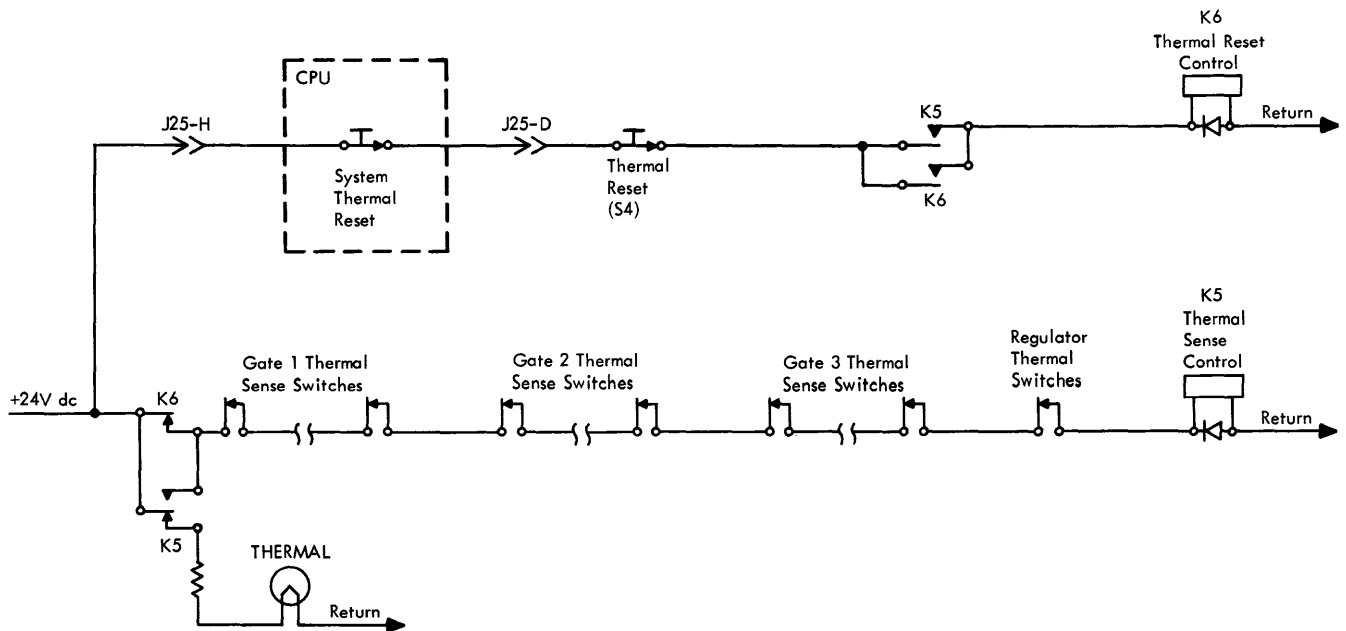 K6
Thermal Reset
Control
Return
CPU
J25-H
System
Thermal
Reset
J25-D
Thermal
Reset
(S4)
K5
K6
+24V dc
K6
Gate 1 Thermal
Sense Switches
Gate 2 Thermal
Sense Switches
Gate 3 Thermal
Sense Switches
Regulator
Thermal
Switches
K5
Thermal
Sense
Control
Return
K5
THERMAL
Return